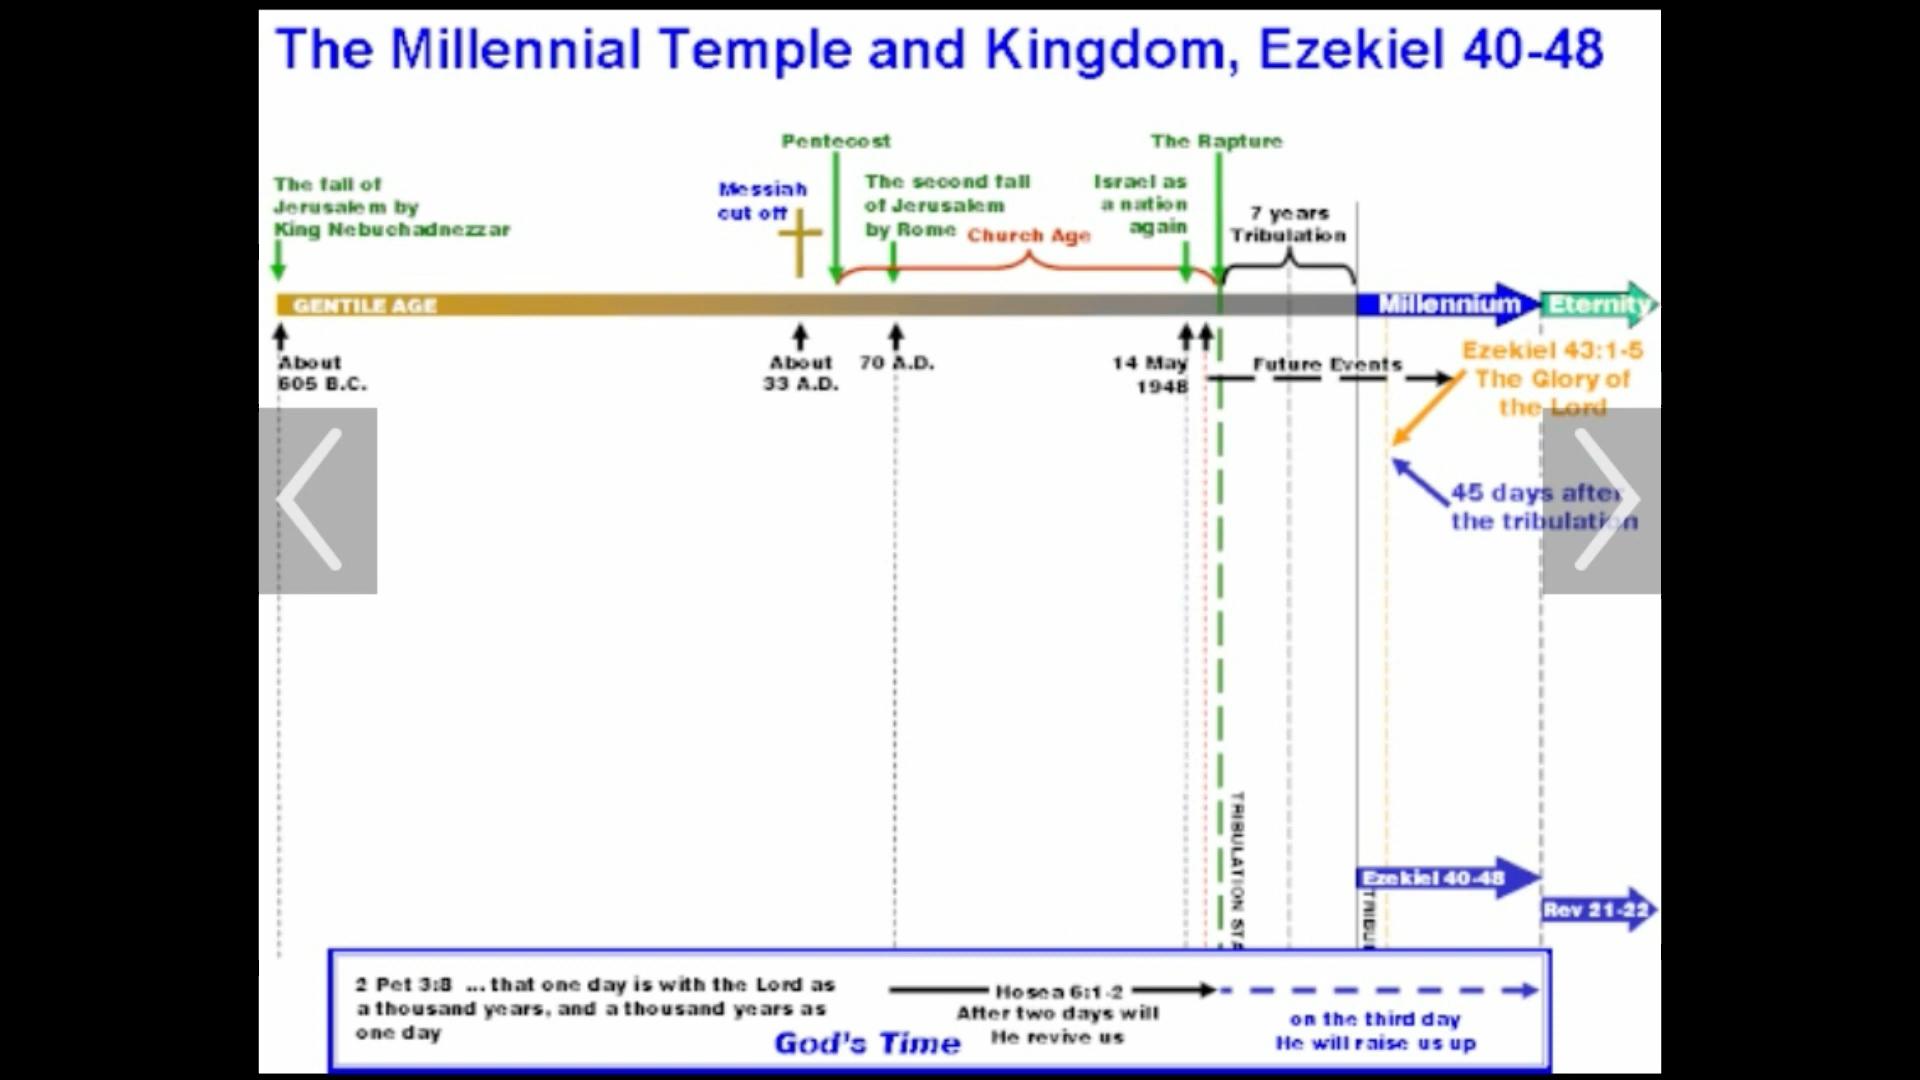 The Millennial Temple and Kingdom, Ezekiel 40-48
Pentecost
The Rapture
The fall of
Jerusalem by
King Nebuchadnezzar
Messiah
cut off
The second fall
of Jerusalem
by Rome
Church Age
Israel as
a nation
again
7 years
Tribulation
GENTILE AGE
Millennium
Eternity
About
605 B.C.
About
33 A.D.
70 A.D.
14 May
1948
Future Events
Ezekiel 43:1-5
The Glory of
the Lord
45 days after
the tribulation
TRIBULATION STA
TRIBU
Ezekiel 40-48
Rev 21-22
2 Pet 3:8 ...that one day is with the Lord as
a thousand years, and a thousand years as
one day
God's Time
Hosea 6:1-2
After two days will
He revive us
on the third day
He will raise us up